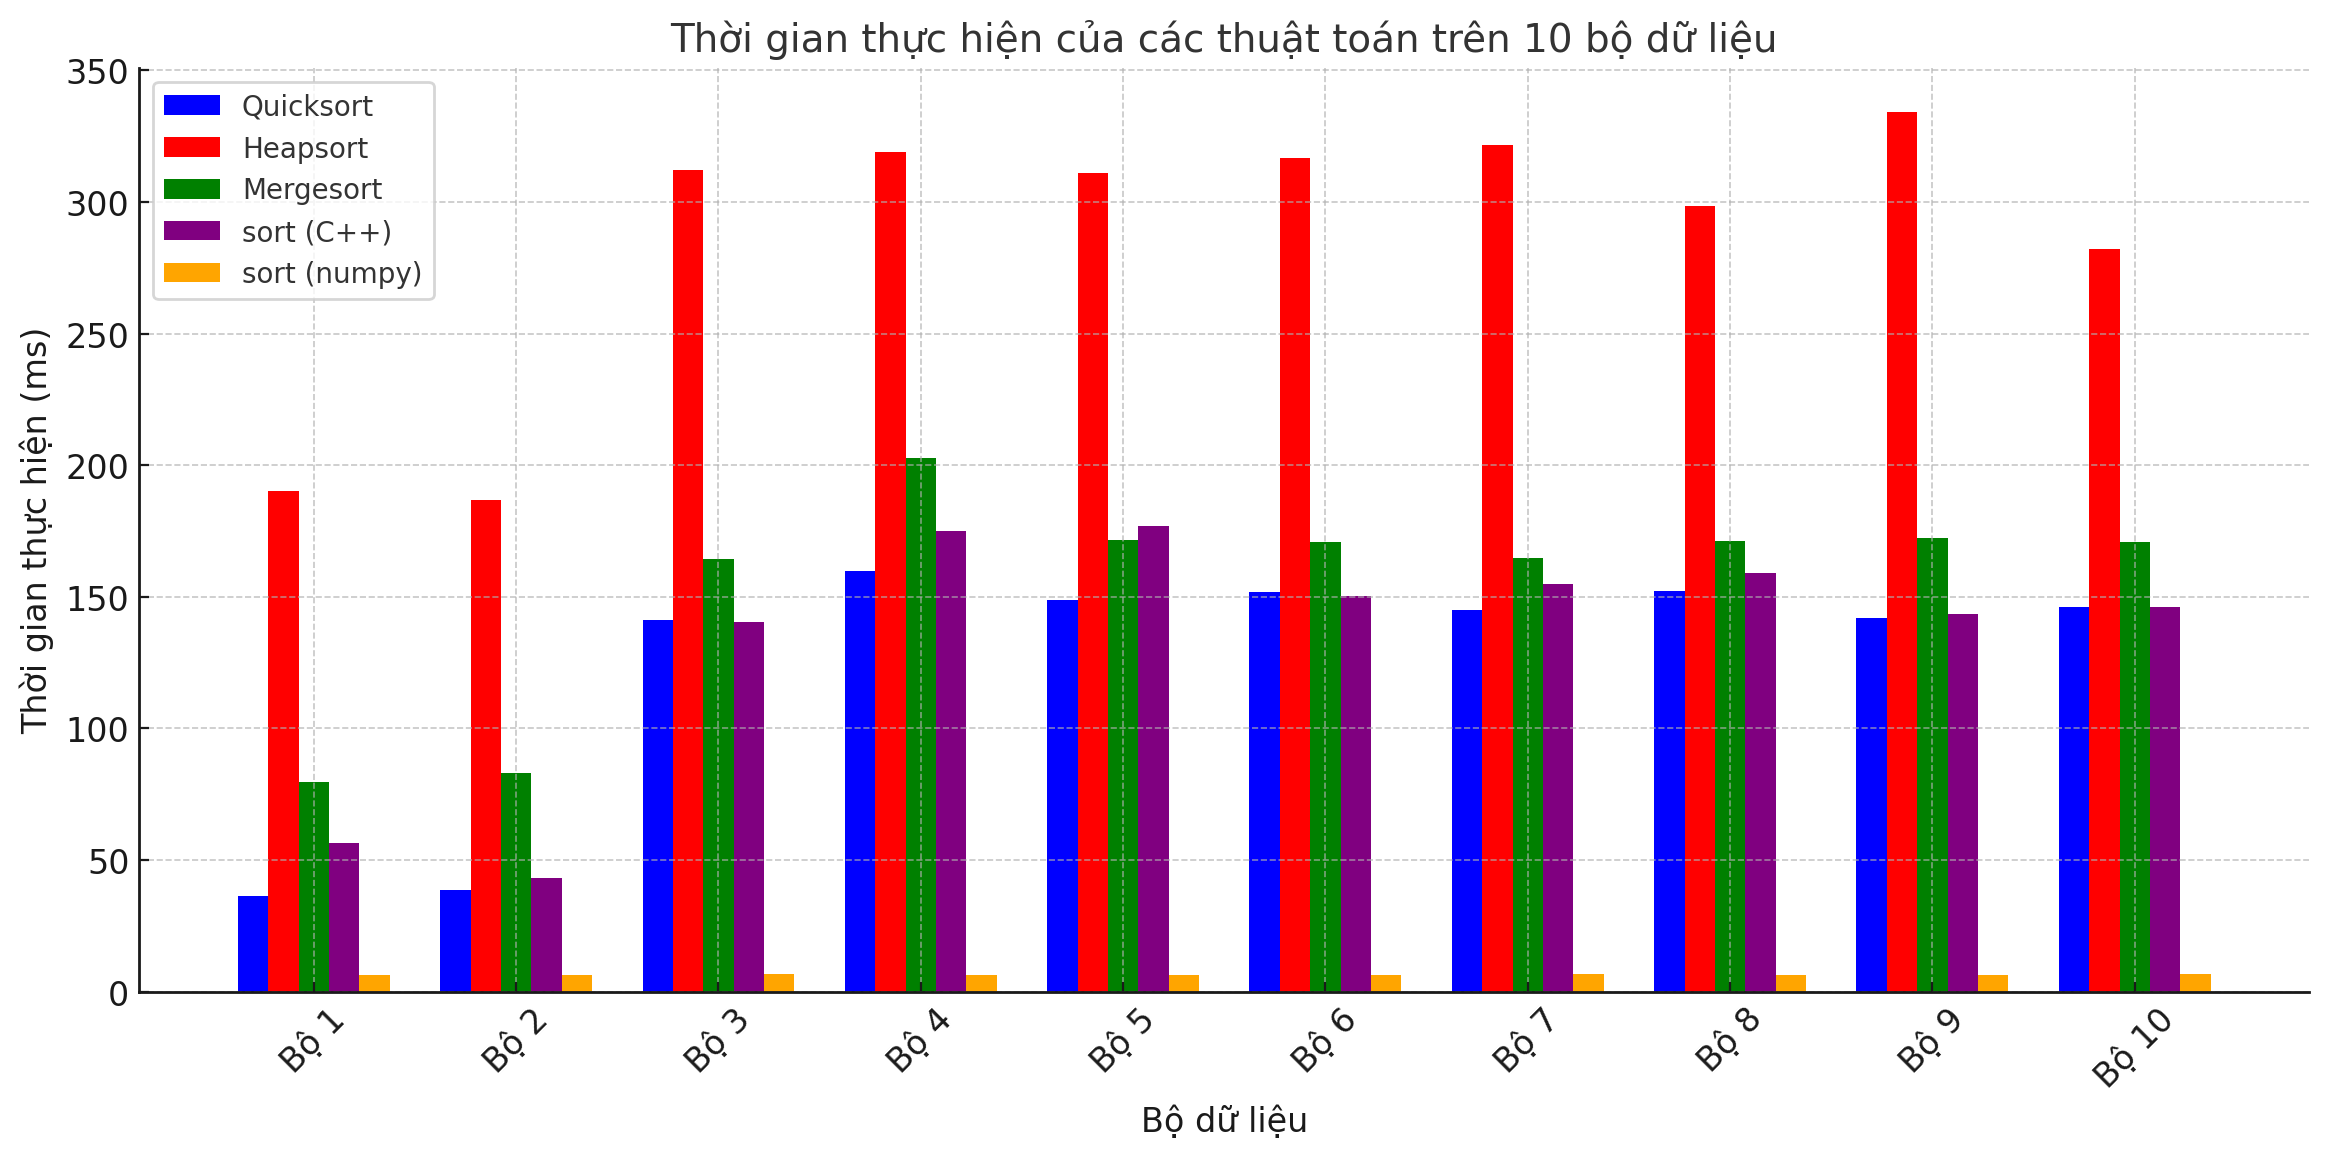 Thời gian thực hiện của các thuật toán trên 10 bộ dữ liệu
Quicksort
Heapsort
Mergesort
sort (C++)
sort (numpy)
Thời gian thực hiện (ms)
350
300
250
200
150
100
50
0
Bộ 1
Bộ 2
Bộ 3
Bộ 4
Bộ 5
Bộ 6
Bộ 7
Bộ 8
Bộ 9
Bộ 10
Bộ dữ liệu